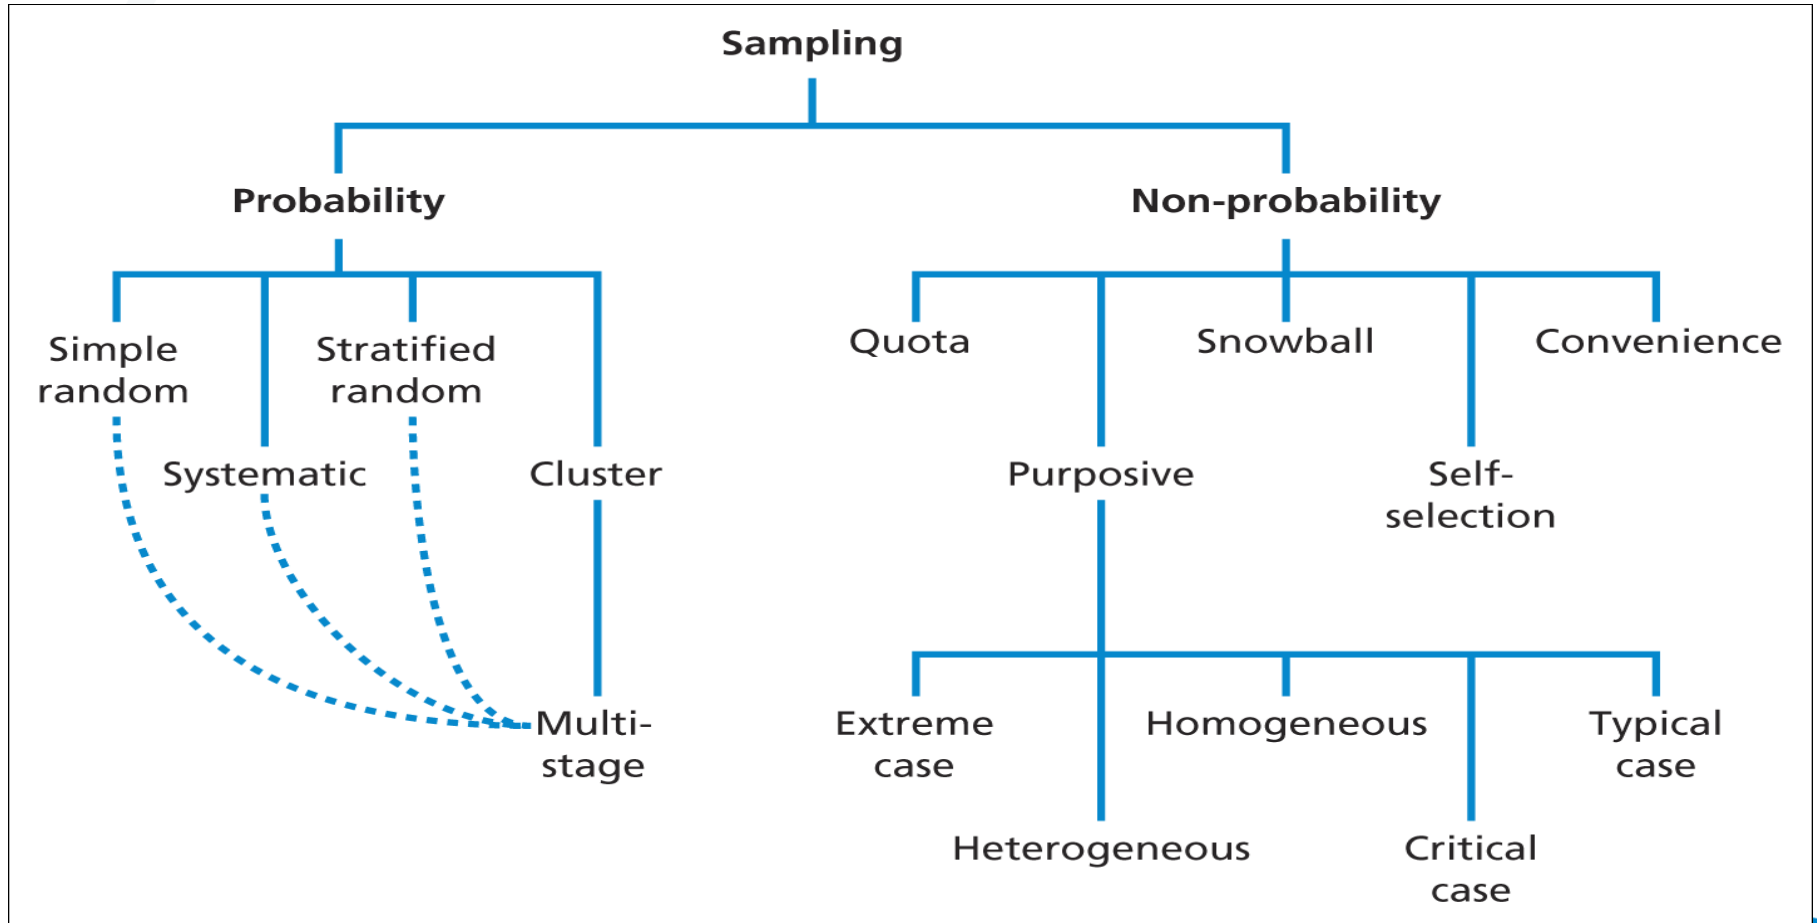 Sampling
Probability
Non-probability
Simple
random
Stratified
random
Systematic
Cluster
Multi-
stage
Quota
Snowball
Convenience
Purposive
Self-
selection
Extreme
case
Homogeneous
Typical
case
Heterogeneous
Critical
case